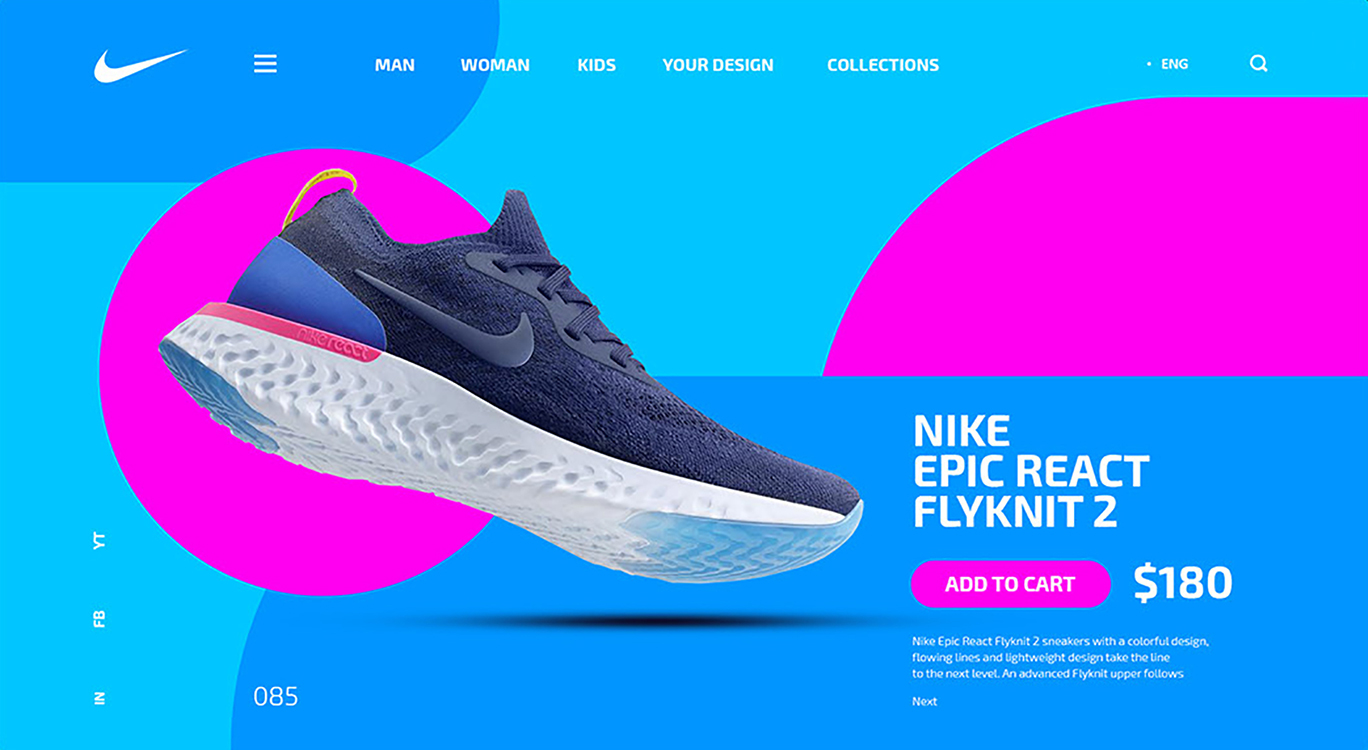 MAN WOMAN KIDS YOUR DESIGN COLLECTIONS • ENG
nike react
NIKE
EPIC REACT
FLYKNIT 2
ADD TO CART $180
Nike Epic React Flyknit 2 sneakers with a colorful design,
flowing lines and lightweight design take the line
to the next level. An advanced Flyknit upper follows
Next
YT
FB
IN
085